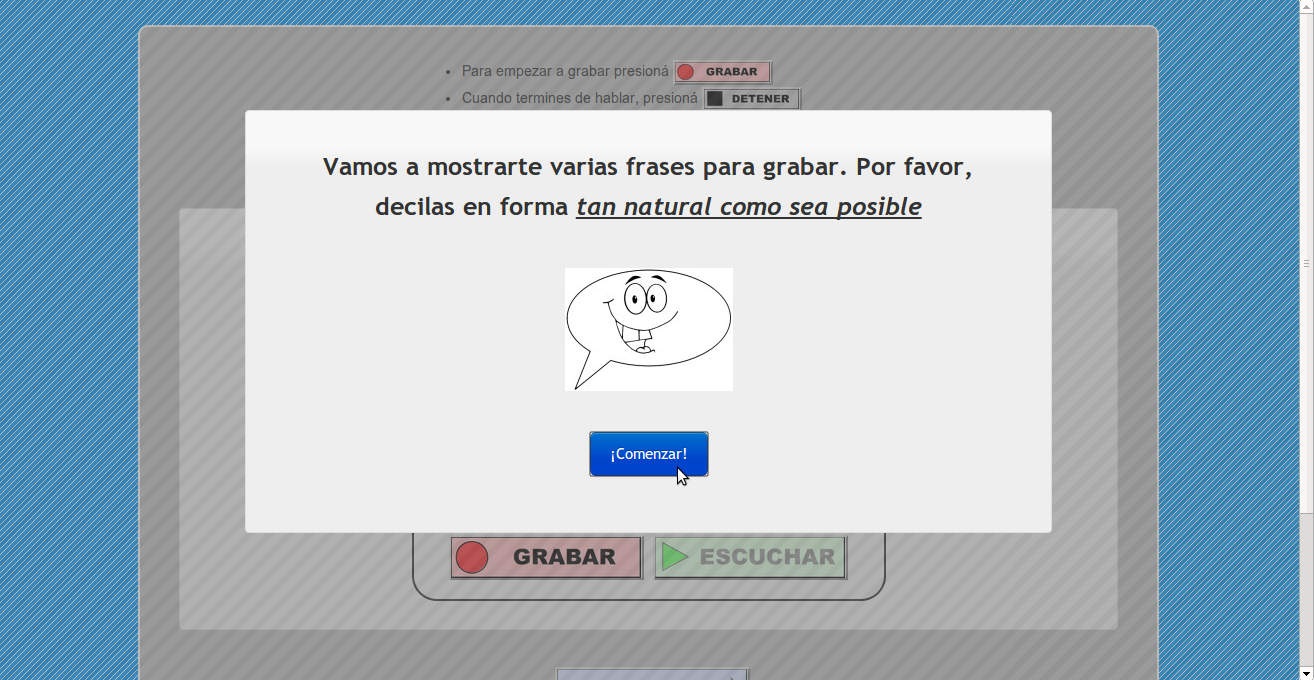 Para empezar a grabar presioná GRABAR
Cuando termines de hablar, presioná DETENER
Vamos a mostrarte varias frases para grabar. Por favor,
decilas en forma tan natural como sea posible
¡Comenzar!
GRABAR ESCUCHAR